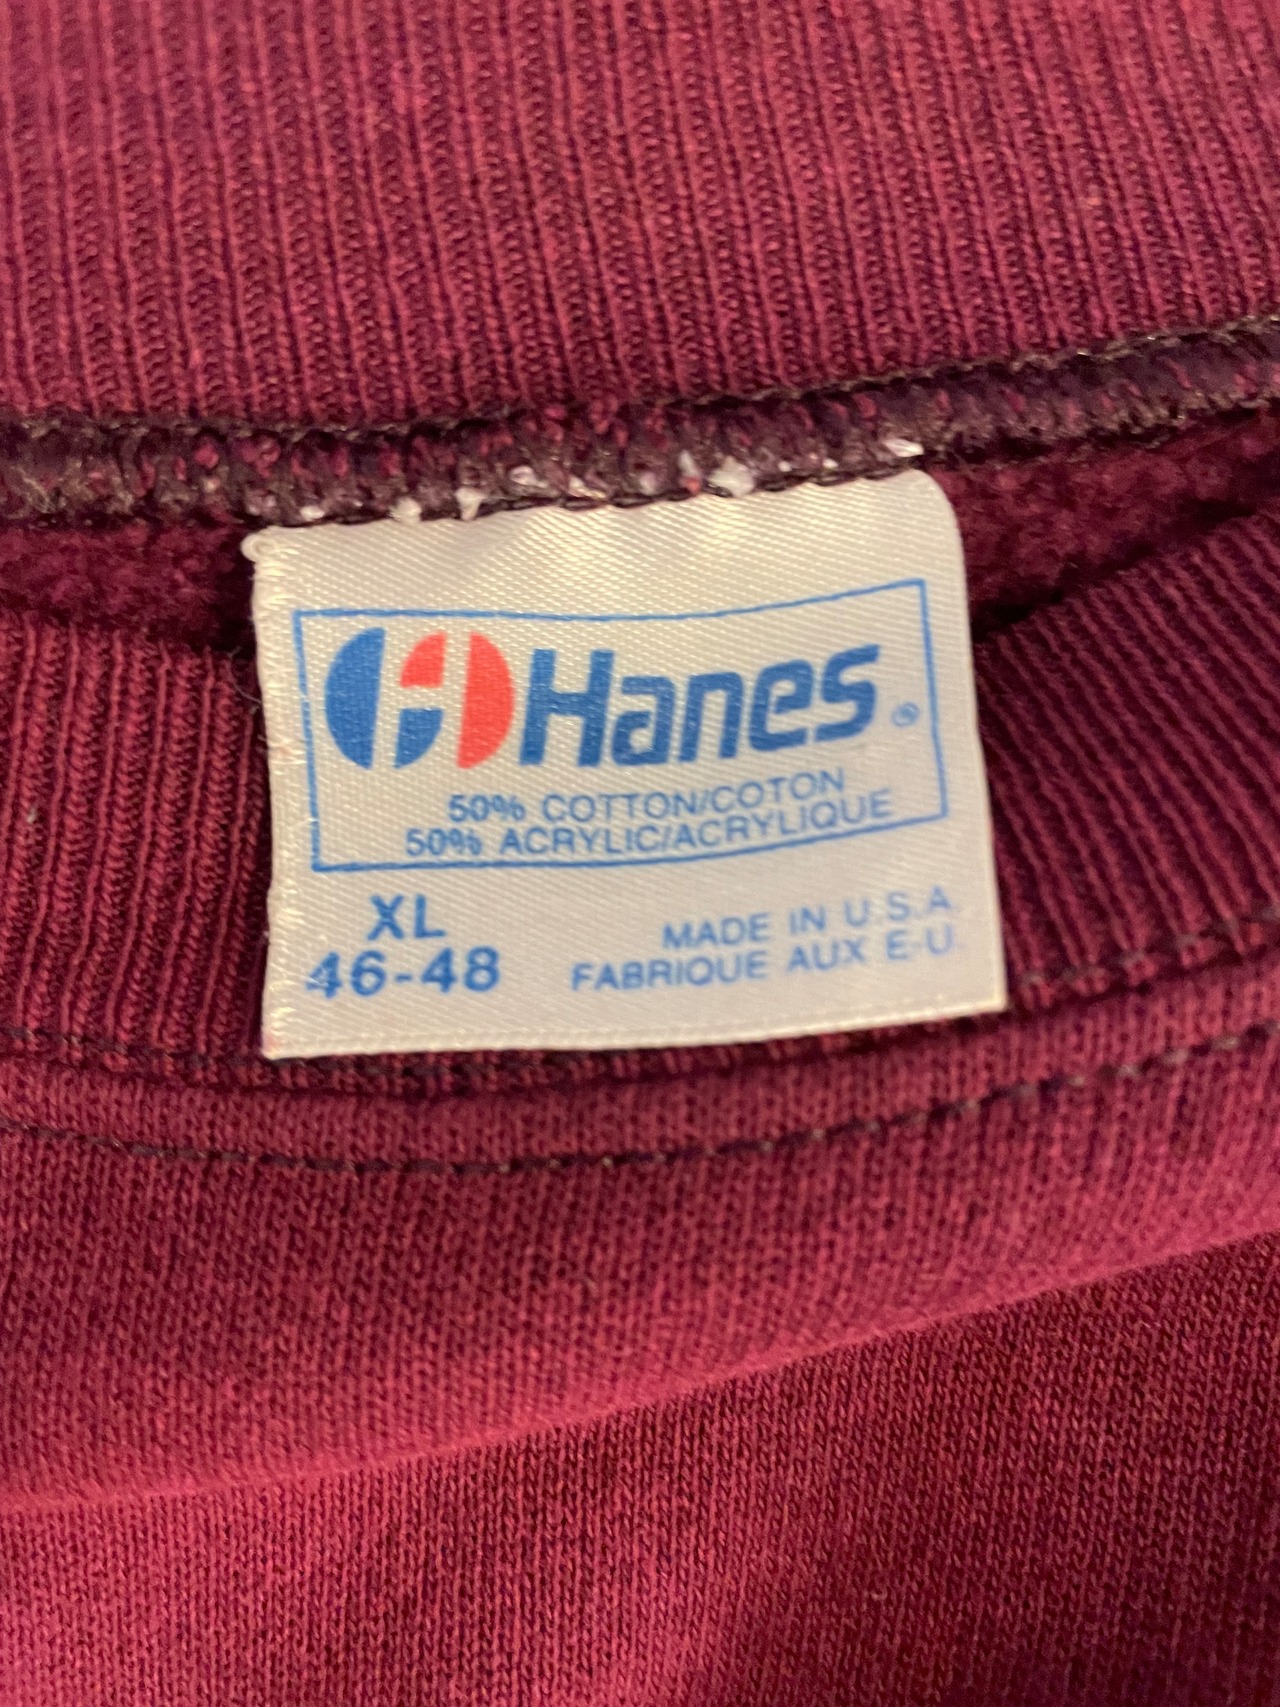 Hanes®
50% COTTON/COTON
50% ACRYLIC/ACRYLIQUE
XL
46-48
MADE IN U.S.A.
FABRIQUE AUX E-U.